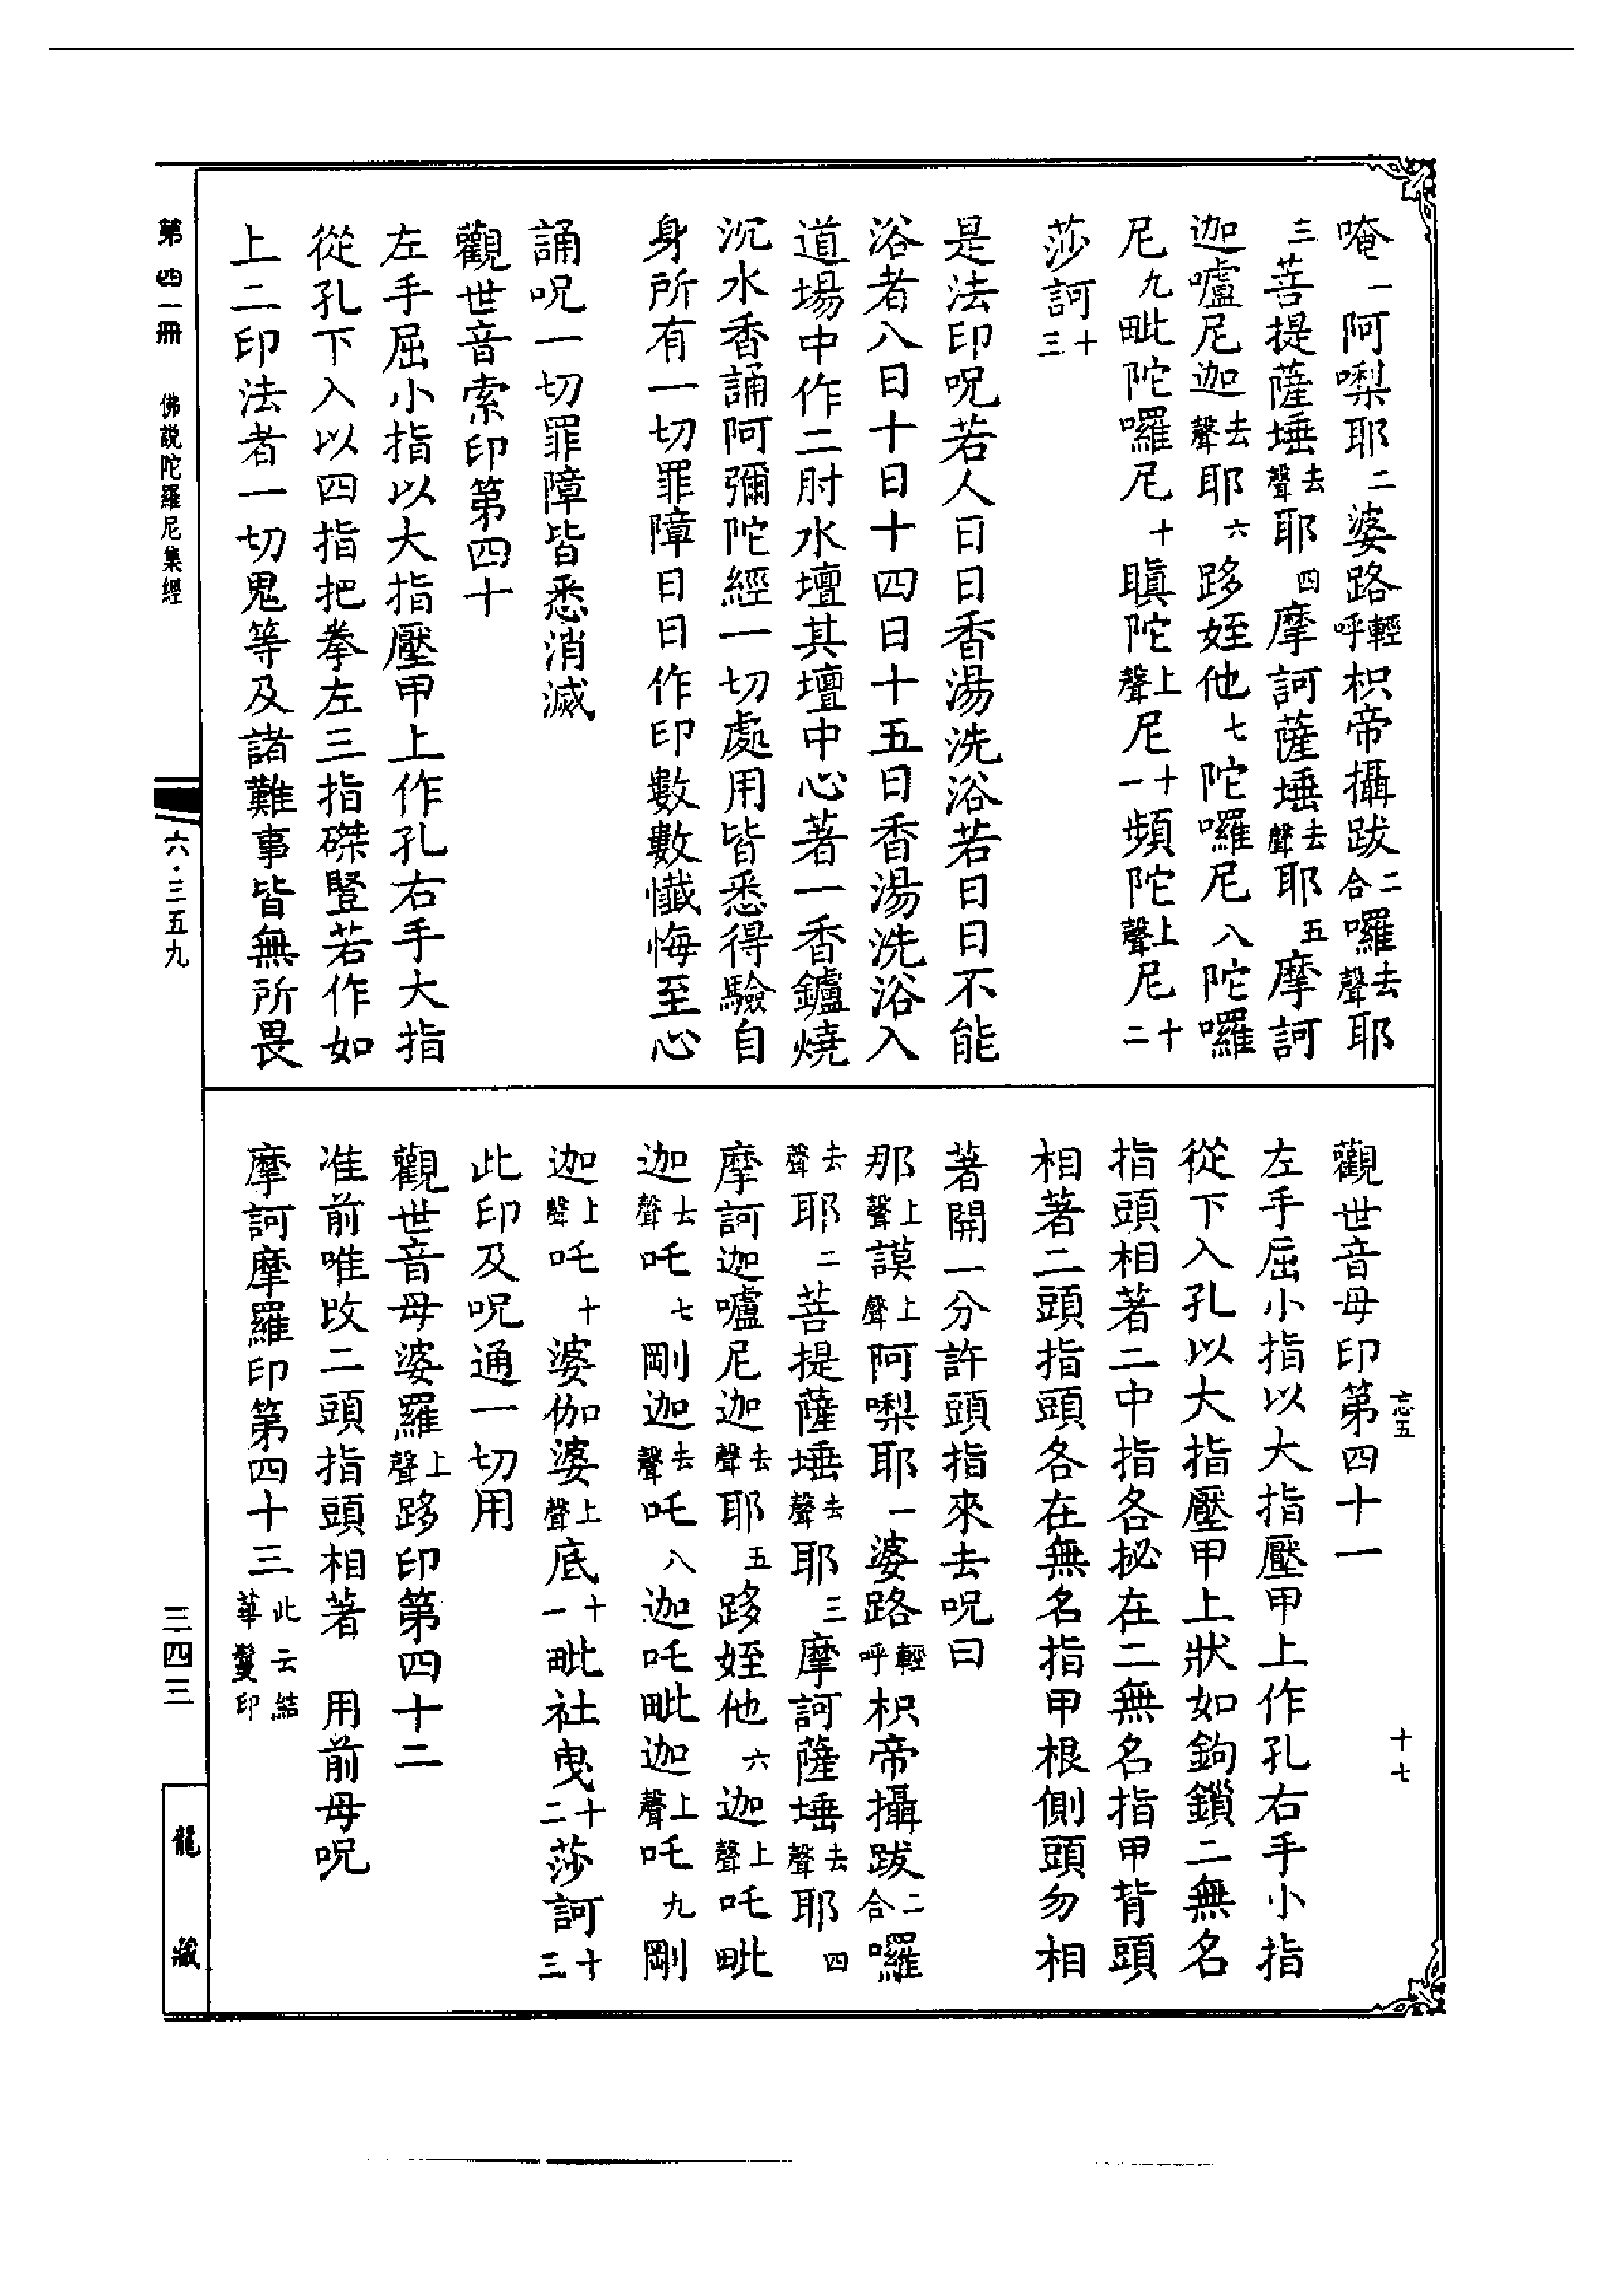 唵一阿㗚耶二婆路輕呼枳帝攝跋二合囉去聲耶
三菩提薩埵去聲耶四摩訶薩埵去聲耶五摩訶
迦嚧尼迦去聲耶六跢姪他七陀囉尼八陀囉
尼九毗陀囉尼十瞋陀上聲尼十一頻陀上聲尼十二
莎訶十三
是法印呪若人日日香湯洗浴若日日不能
浴者八日十日十四日十五日香湯洗浴入
道場中作二肘水壇其壇中心著一香鑪燒
沉水香誦阿彌陀經一切處用皆悉得驗自
身所有一切罪障日日作印數數懺悔至心
誦呪一切罪障皆悉消滅
觀世音索印第四十
左手屈小指以大指壓甲上作孔右手大指
從孔下入以四指把拳左三指磔豎若作如
上二印法者一切鬼等及諸難事皆無所畏
觀世音母印第四十一
左手屈小指以大指壓甲上作孔右手小指
從下入孔以大指壓甲上狀如鉤鎖二無名
指頭相著二中指各拟在二無名指甲背頭
相著二頭指頭各在無名指甲根側頭勿相
著開一分許頭指來去呪曰
那上聲謨上聲阿㗚耶一婆路輕呼枳帝攝跋二合囉
去聲耶二菩提薩埵去聲耶三摩訶薩埵去聲耶四
摩訶迦嚧尼迦去聲耶五跢姪他六迦上聲吒毗
迦去聲吒七剛迦去聲吒八迦吒毗迦上聲吒九剛
迦上聲吒十婆伽婆上聲底十一毗社曳十二莎訶十三
此印及呪通一切用
觀世音母婆羅上聲跢印第四十二
准前唯改二頭指頭相著 用前母呪
摩訶摩羅印第四十三此云結華鬘印
忘五
十七
第四一冊 佛說陀羅尼集經
六·三五九
三四三
龍藏